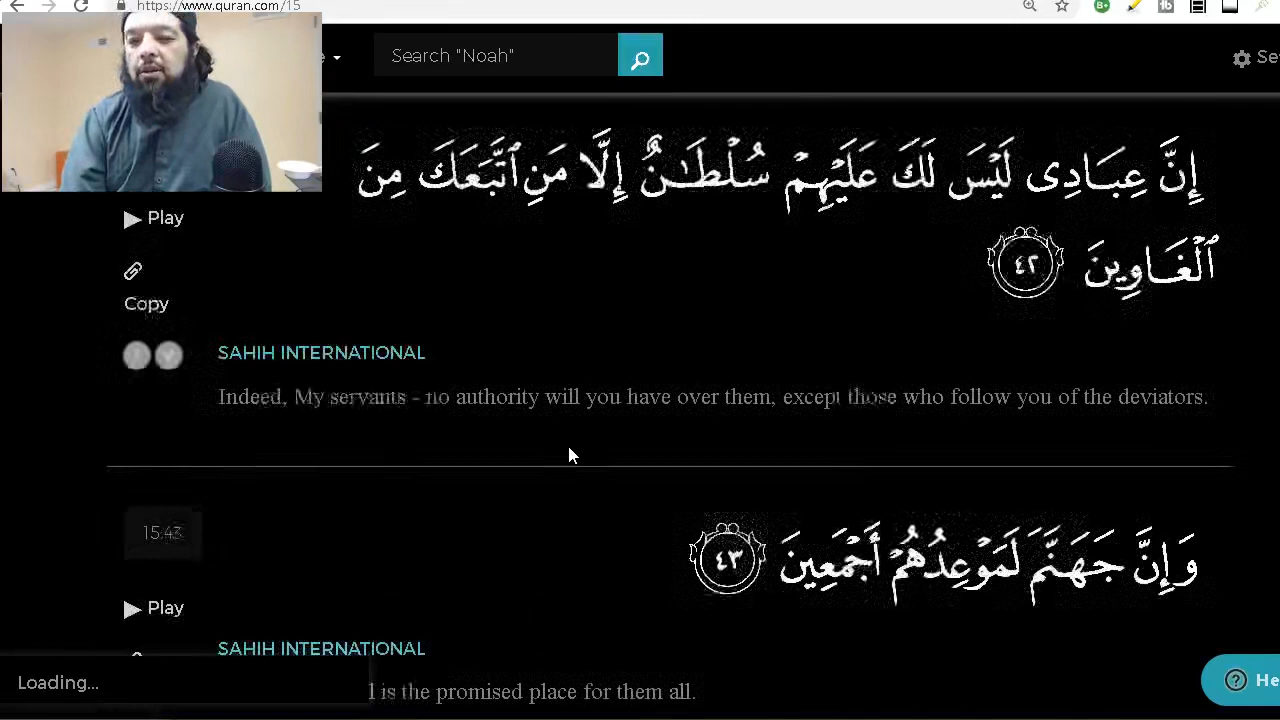 https://www.quran.com/15
Search "Noah"
Se
إِنَّ عِبَادِى لَيْسَ لَكَ عَلَيْهِمْ سُلْطَـٰنٌ إِلَّا مَنِ ٱتَّبَعَكَ مِنَ
ٱلْغَاوِينَ ٤٢
Play
Copy
SAHIH INTERNATIONAL
Indeed, My servants - no authority will you have over them, except those who follow you of the deviators.
15:43
وَإِنَّ جَهَنَّمَ لَمَوْعِدُهُمْ أَجْمَعِينَ ٤٣
Play
SAHIH INTERNATIONAL
l is the promised place for them all.
Loading...
He